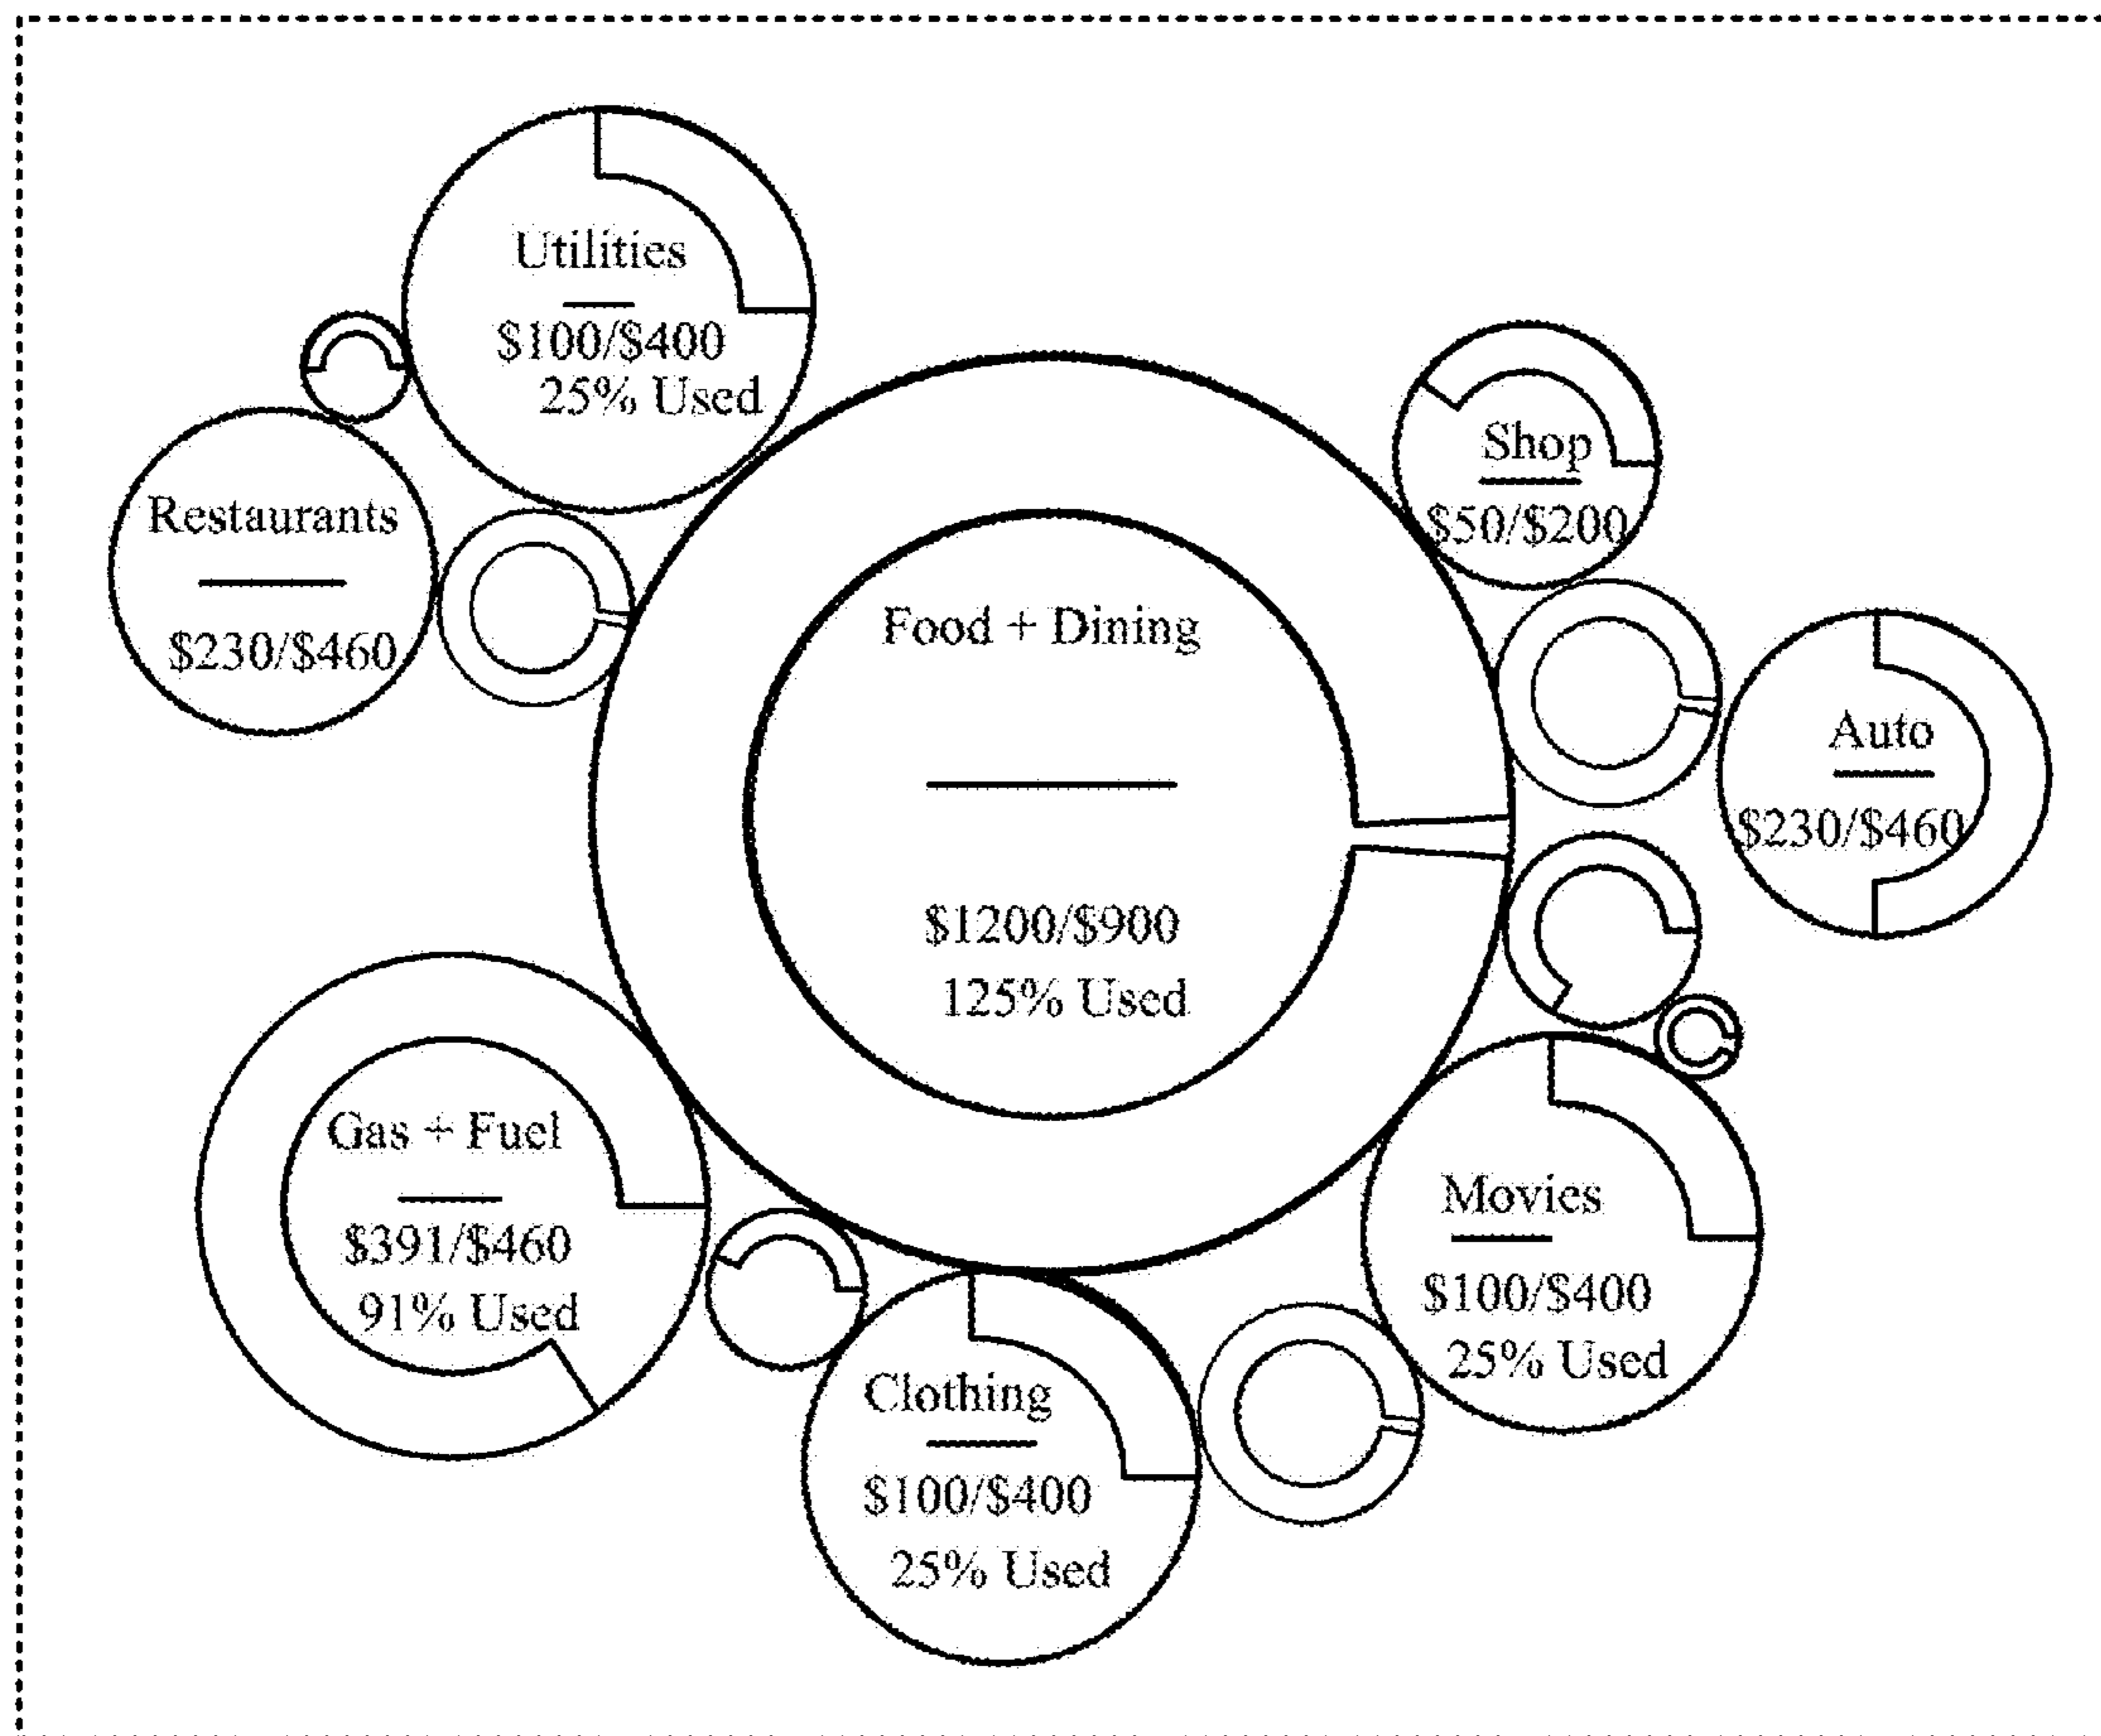 Utilities
$100/$400
25% Used
Restaurants
$230/$460
Shop
$50/$200
Food + Dining
$1200/$900
125% Used
Auto
$230/$460
Gas + Fuel
$391/$460
91% Used
Movies
$100/$400
25% Used
Clothing
$100/$400
25% Used